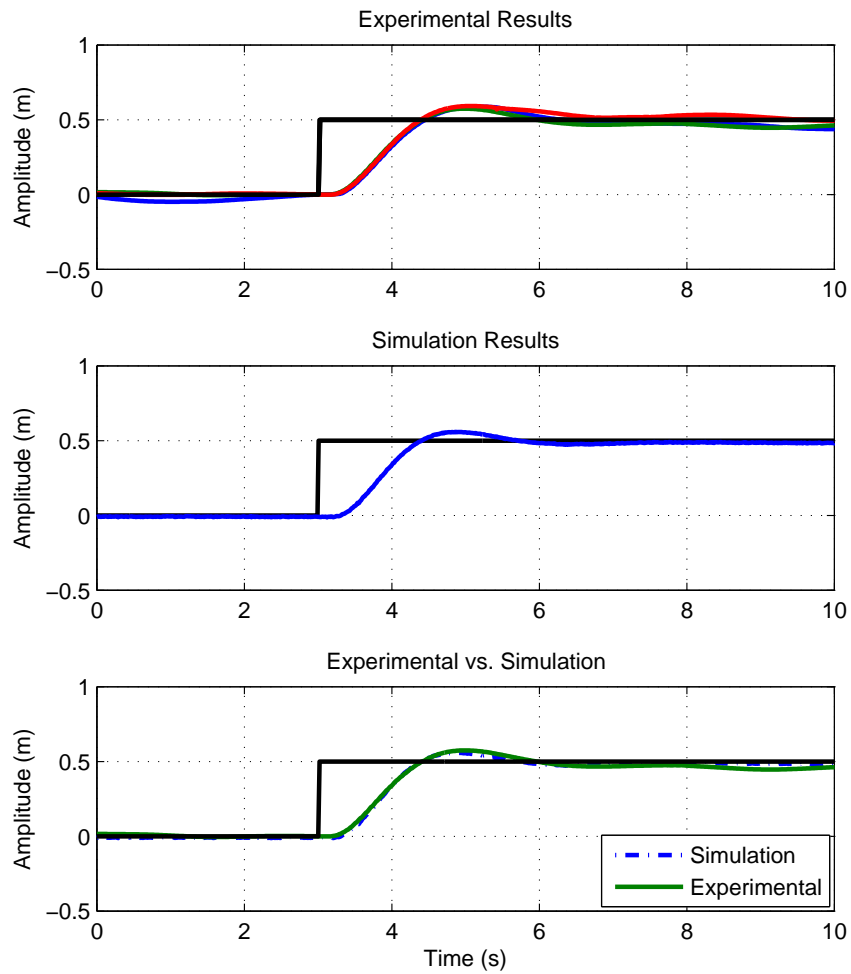 Experimental Results
1
0.5
0
−0.5
Amplitude (m)
0 2 4 6 8 10
Simulation Results
1
0.5
0
−0.5
Amplitude (m)
0 2 4 6 8 10
Experimental vs. Simulation
1
0.5
0
−0.5
Amplitude (m)
Simulation
Experimental
0 2 4 6 8 10
Time (s)